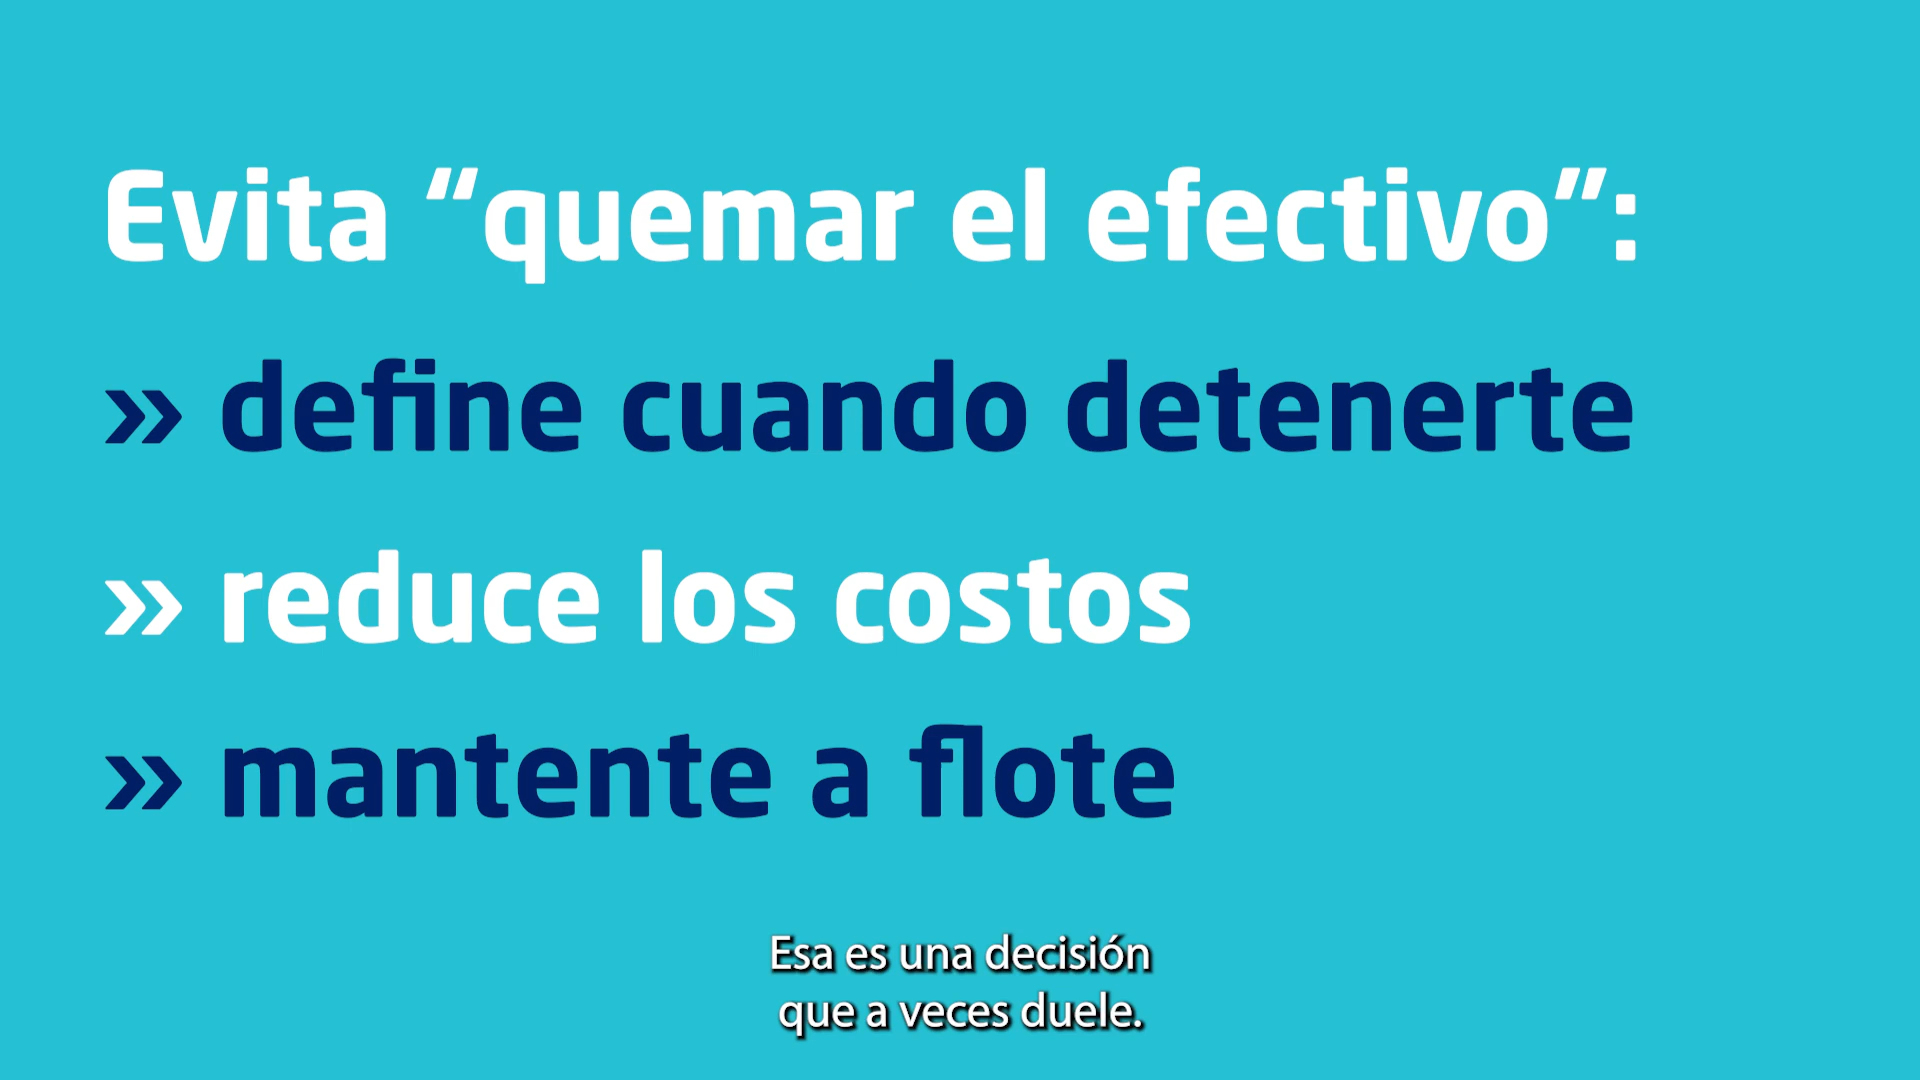 Evita “quemar el efectivo”:
» define cuando detenerte
» reduce los costos
» mantente a flote
Esa es una decisión
que a veces duele.